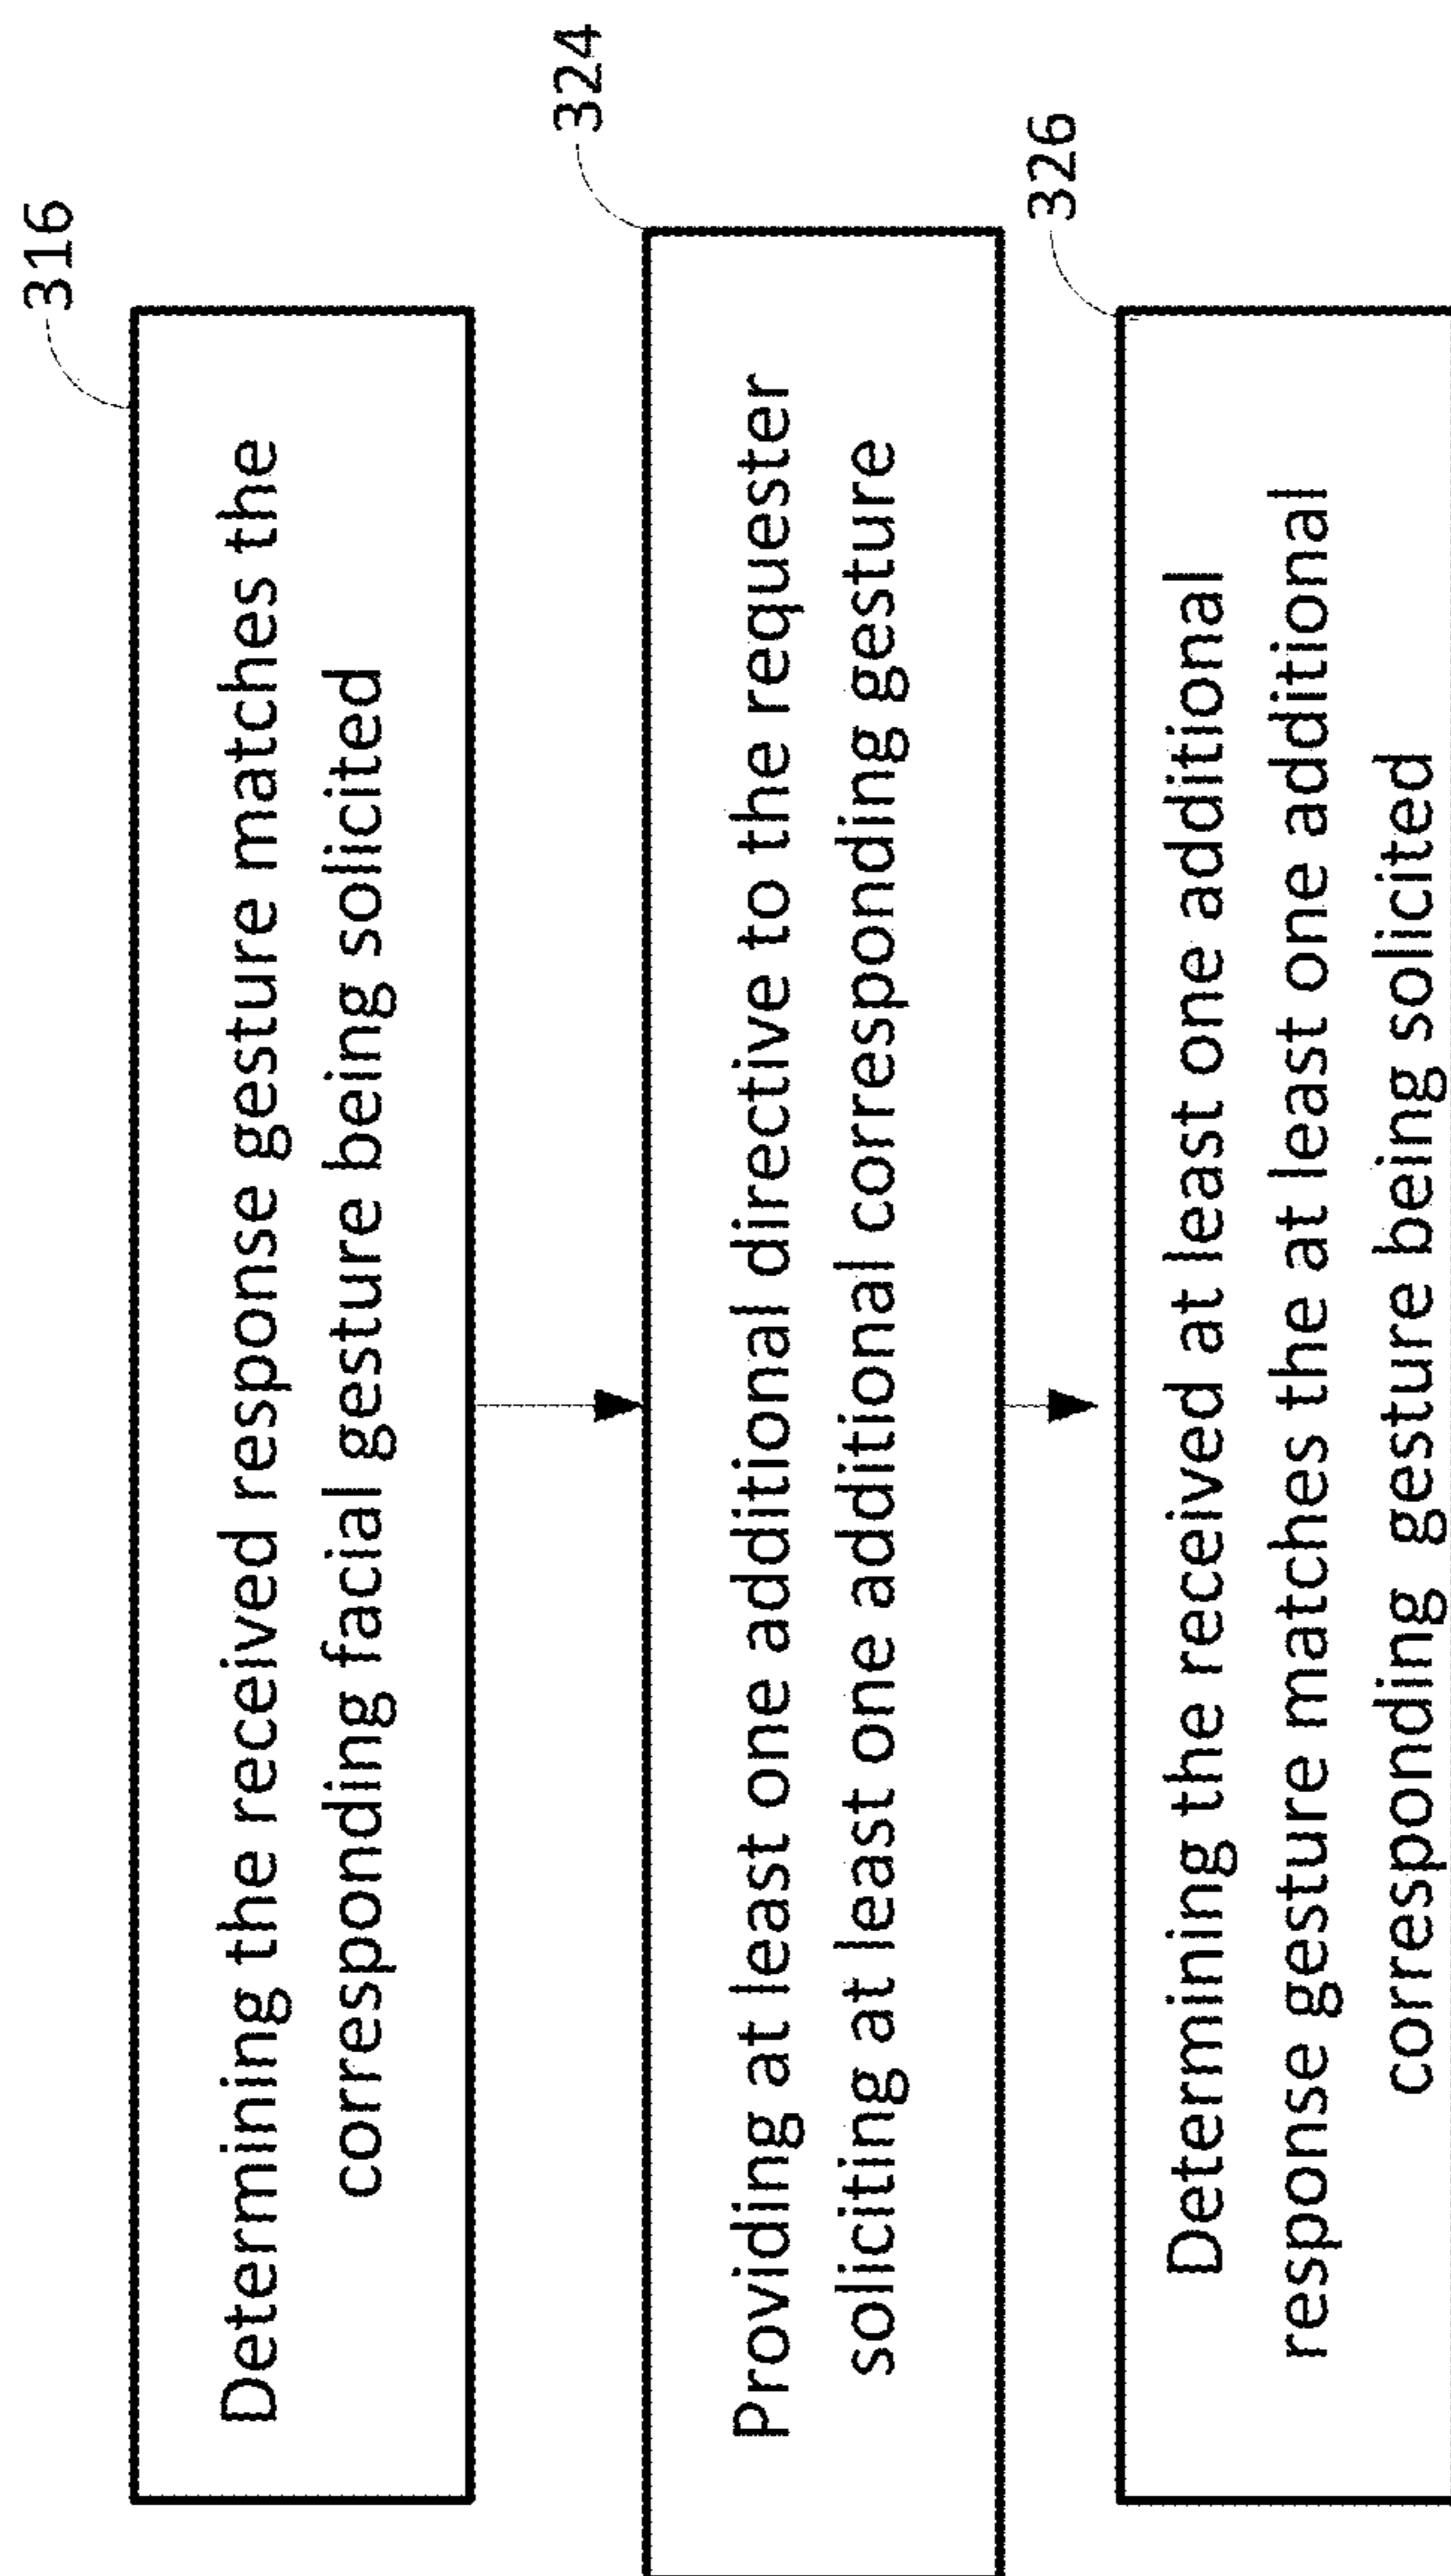 316
Determining the received response gesture matches the
corresponding facial gesture being solicited
324
Providing at least one additional directive to the requester
soliciting at least one additional corresponding gesture
326
Determining the received at least one additional
response gesture matches the at least one additional
corresponding gesture being solicited